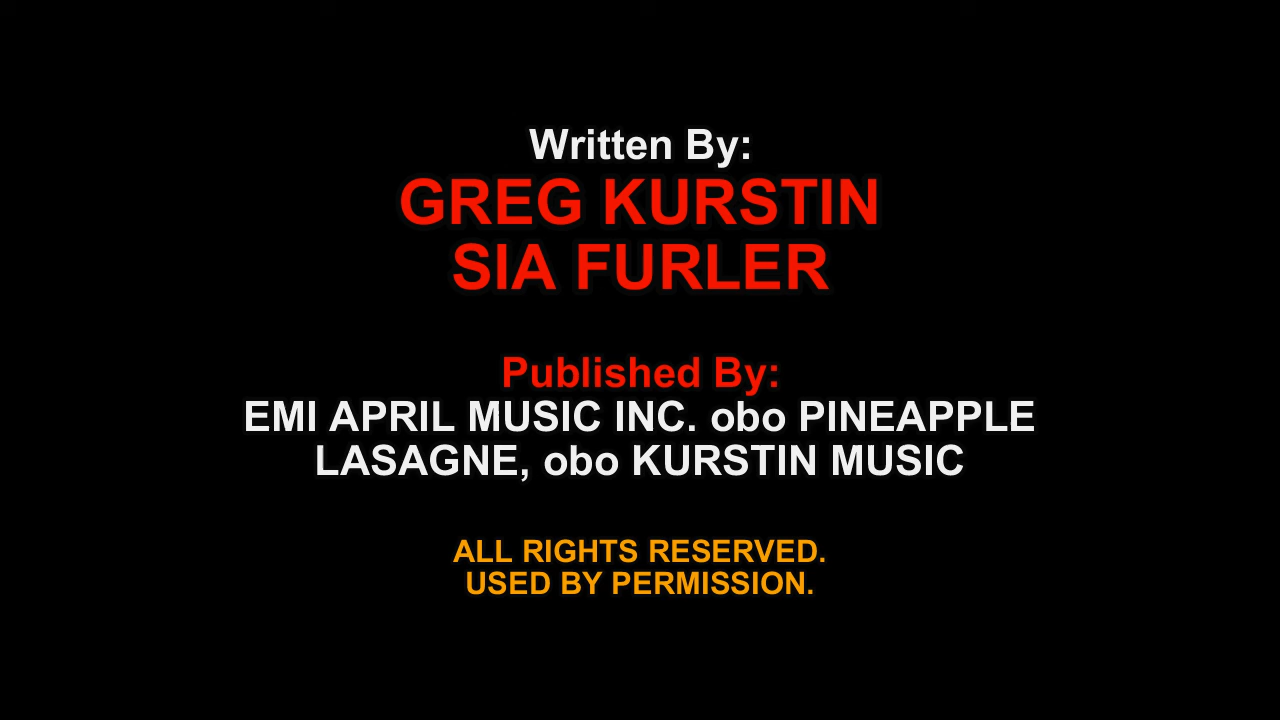 Written By:
GREG KURSTIN
SIA FURLER
Published By:
EMI APRIL MUSIC INC. obo PINEAPPLE
LASAGNE, obo KURSTIN MUSIC
ALL RIGHTS RESERVED.
USED BY PERMISSION.